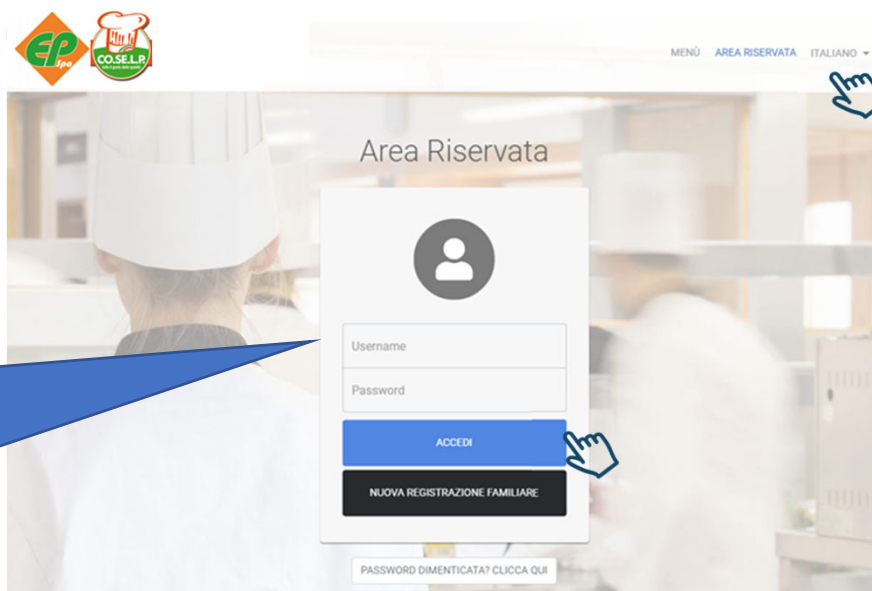 EP
Spa
CO.SE.L.P.
MENÙ AREA RISERVATA ITALIANO
Area Riservata
Username
Password
ACCEDI
NUOVA REGISTRAZIONE FAMILIARE
PASSWORD DIMENTICATA? CLICCA QUI